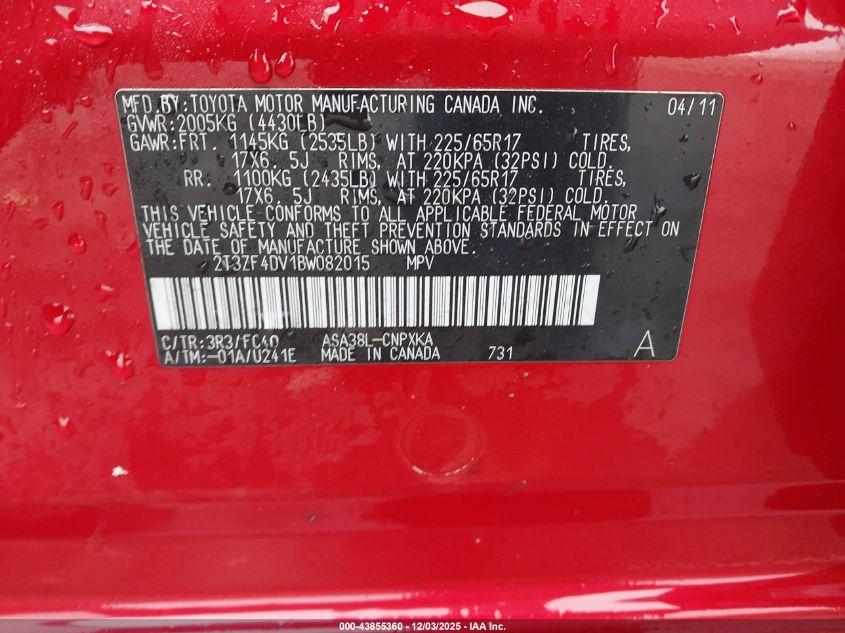 MFD.BY:TOYOTA MOTOR MANUFACTURING CANADA INC. 04/11
GVWR:2005KG (4430LB)
GAWR:FRT. 1145KG (2535LB) WITH 225/65R17 TIRES,
17X6.5J RIMS, AT 220KPA (32PSI) COLD.
RR. 1100KG (2435LB) WITH 225/65R17 TIRES,
17X6.5J RIMS, AT 220KPA (32PSI) COLD.
THIS VEHICLE CONFORMS TO ALL APPLICABLE FEDERAL MOTOR
VEHICLE SAFETY AND THEFT PREVENTION STANDARDS IN EFFECT ON
THE DATE OF MANUFACTURE SHOWN ABOVE.
2T3ZF4DV1BW082015 MPV
C/TR:3R3/FC40 ASA38L-CNPXKA
A/TM:-01A/U241E MADE IN CANADA 731 A
000-43855360 - 12/03/2025 - IAA Inc.